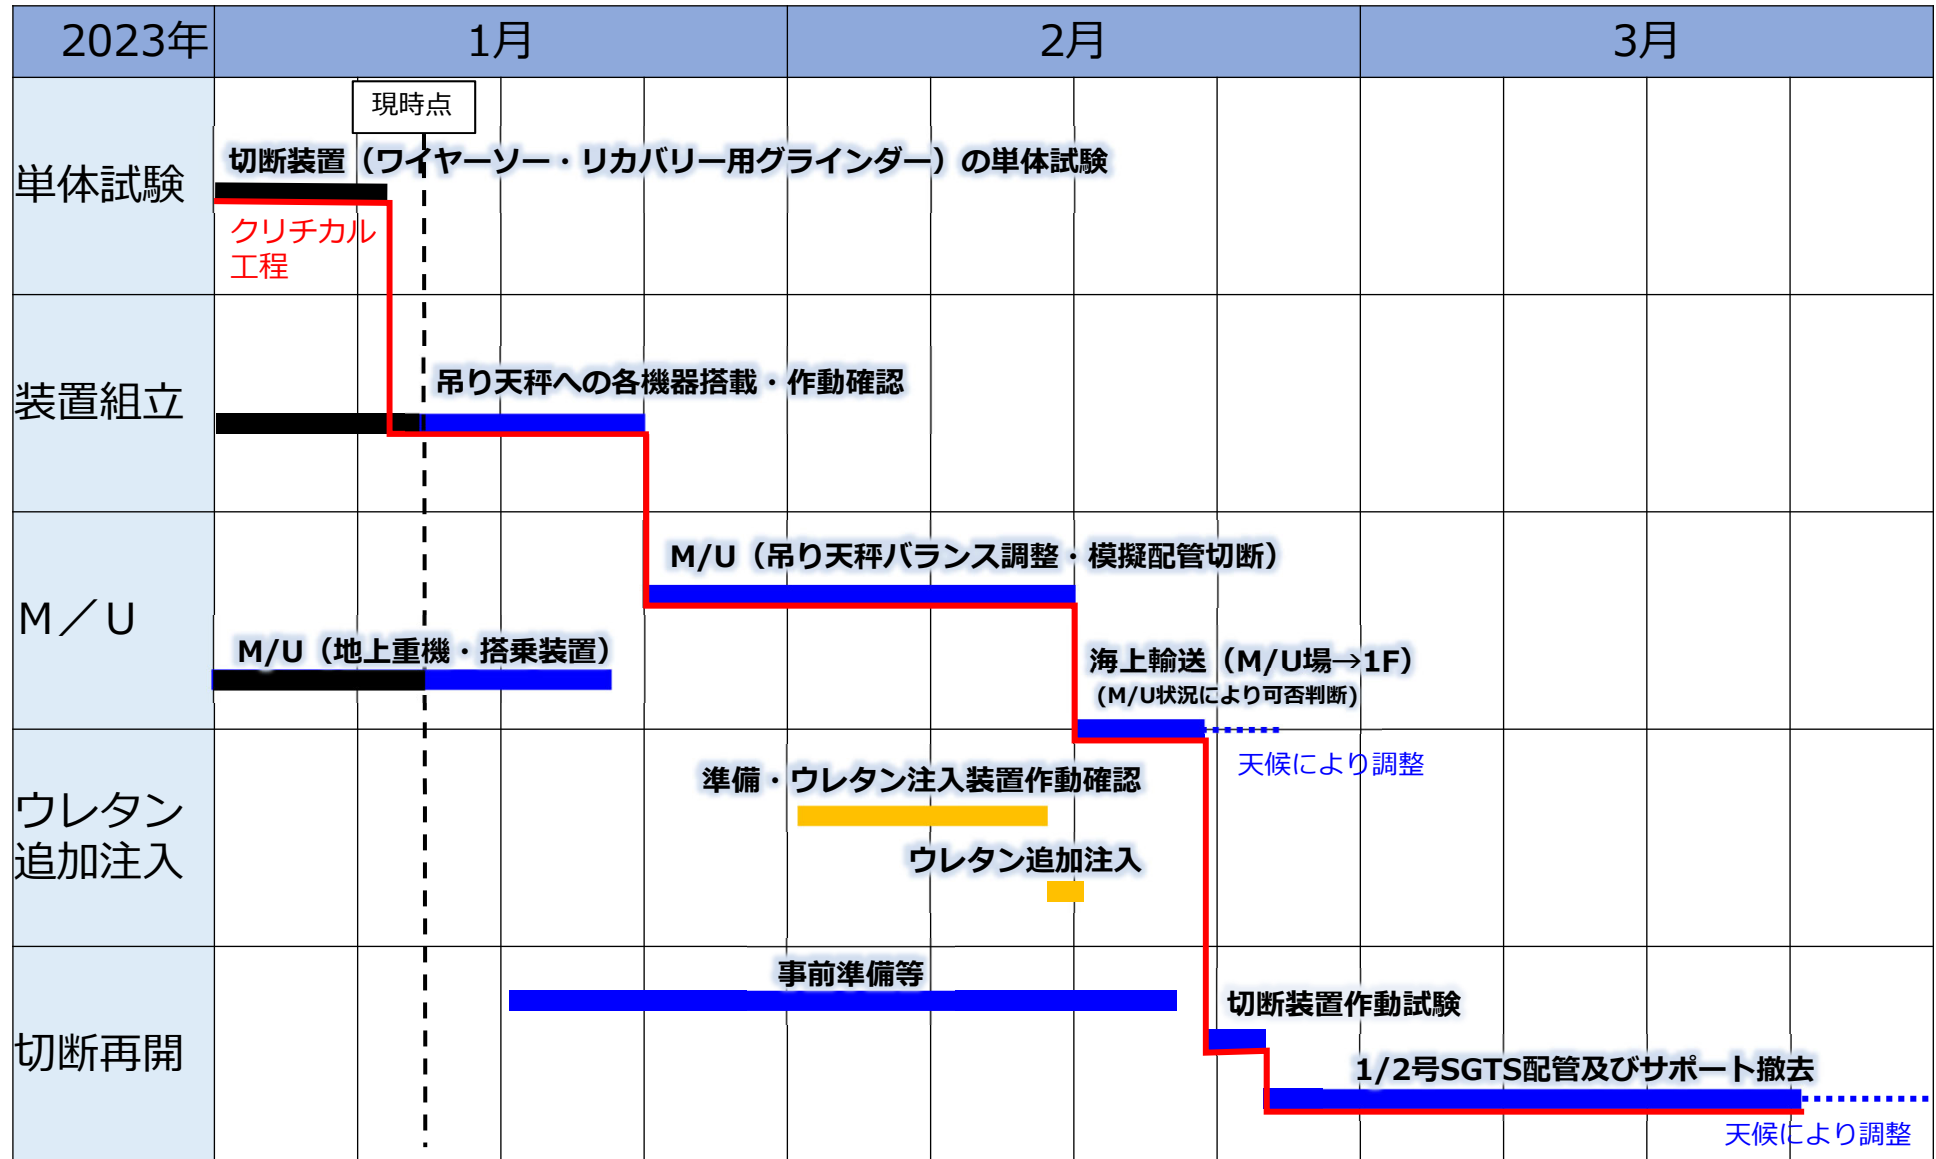 2023年
1月
2月
3月
現時点
単体試験
切断装置（ワイヤーソー・リカバリー用グラインダー）の単体試験
クリチカル
工程
装置組立
吊り天秤への各機器搭載・作動確認
M／U
M/U（吊り天秤バランス調整・模擬配管切断）
M/U（地上重機・搭乗装置）
海上輸送（M/U場→1F）
(M/U状況により可否判断)
天候により調整
ウレタン
追加注入
準備・ウレタン注入装置作動確認
ウレタン追加注入
切断再開
事前準備等
切断装置作動試験
1/2号SGTS配管及びサポート撤去
天候により調整